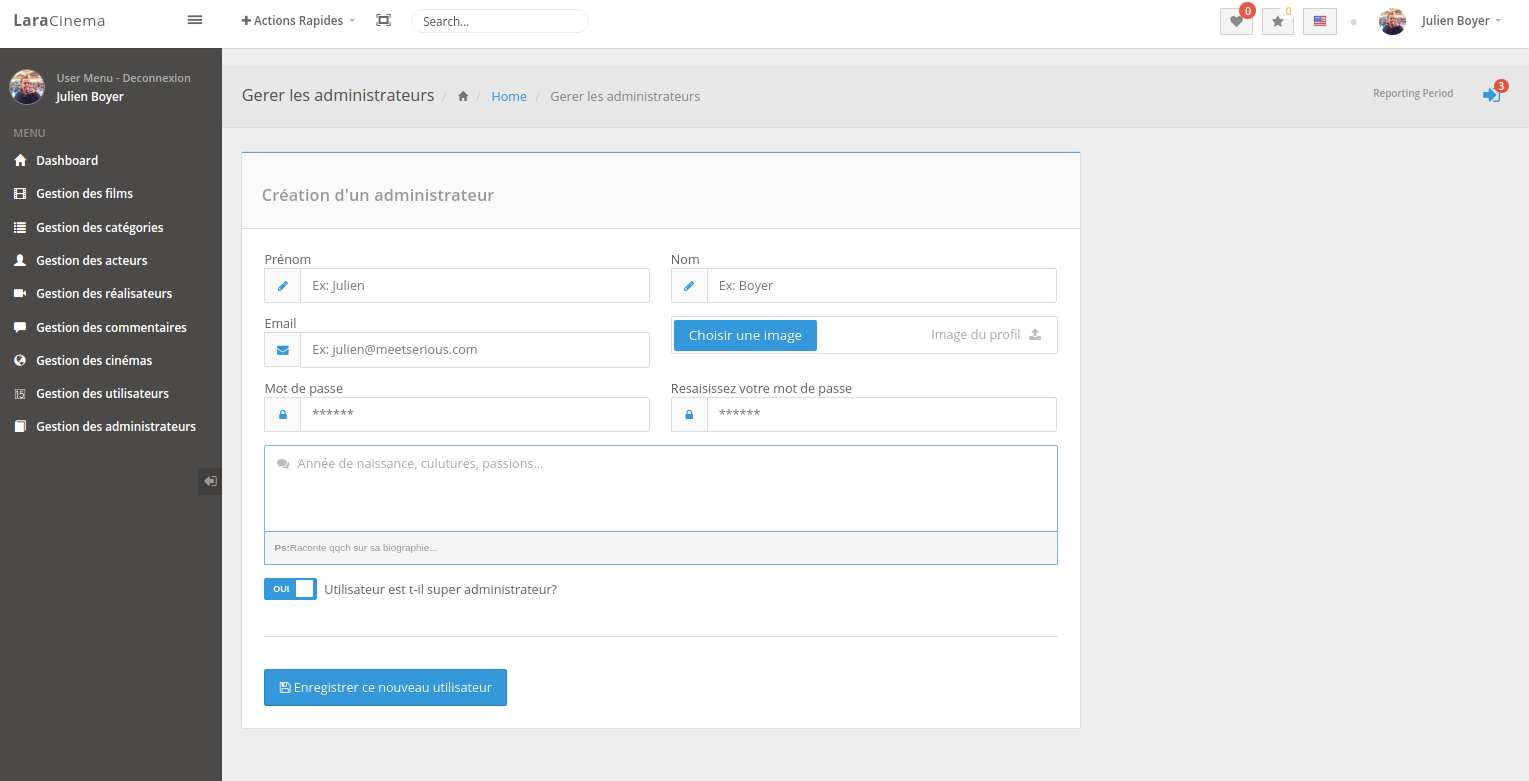 LaraCinema
Actions Rapides
Search...
0
0
Julien Boyer
User Menu - Deconnexion
Julien Boyer
MENU
Dashboard
Gestion des films
Gestion des catégories
Gestion des acteurs
Gestion des réalisateurs
Gestion des commentaires
Gestion des cinémas
Gestion des utilisateurs
Gestion des administrateurs
Gerer les administrateurs / / Home / Gerer les administrateurs
Reporting Period
3
Création d'un administrateur
Prénom
Ex: Julien
Nom
Ex: Boyer
Email
Ex: julien@meetserious.com
Choisir une image
Image du profil
Mot de passe
******
Resaisissez votre mot de passe
******
Année de naissance, culutures, passions...
Ps:Raconte qqch sur sa biographie...
OUI
Utilisateur est t-il super administrateur?
Enregistrer ce nouveau utilisateur